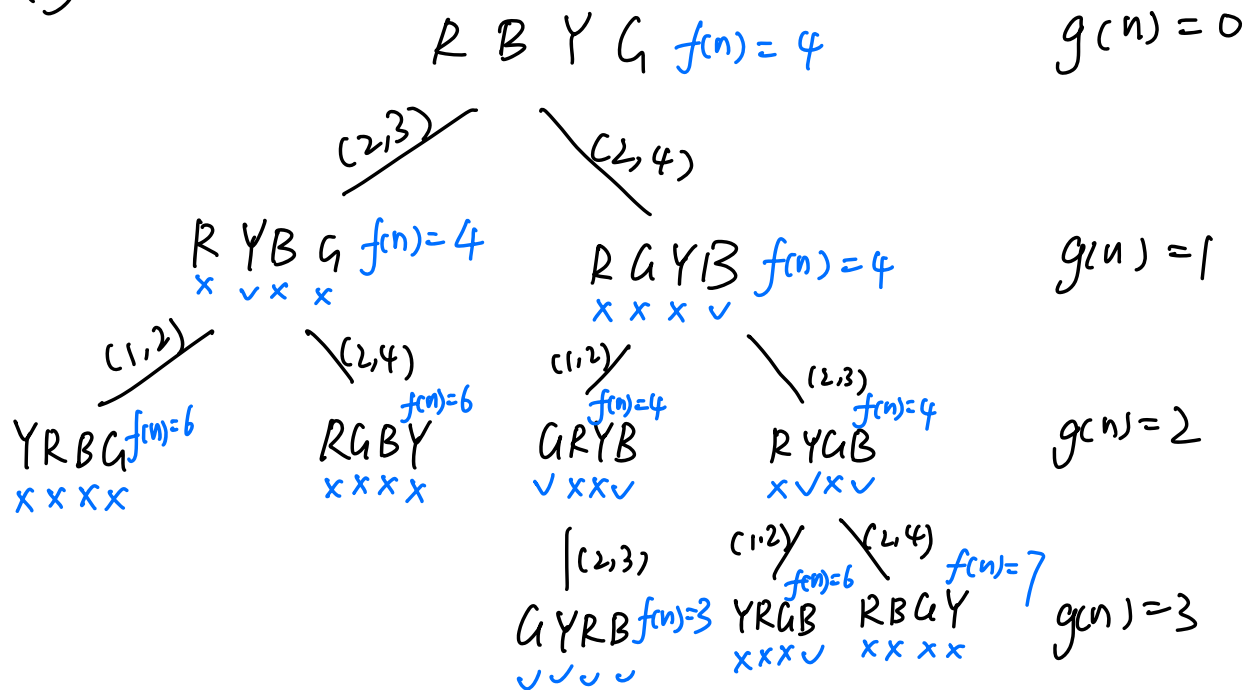 R B Y G f(n) = 4 g(n) = 0
(2,3) (2,4)
R Y B G f(n) = 4 R G Y B f(n) = 4 g(n) = 1
x ✓ x x x x x ✓
(1,2) (2,4) (1,2) (2,3)
Y R B G f(n)=6 R G B Y f(n)=6 G R Y B f(n)=4 R Y G B f(n)=4 g(n) = 2
x x x x x x x x ✓ x x ✓ x ✓ x ✓
(2,3) (1,2) (2,4)
G Y R B f(n)=3 Y R G B f(n)=6 R B G Y f(n)=7 g(n) = 3
✓ ✓ ✓ ✓ x x x ✓ x x x x